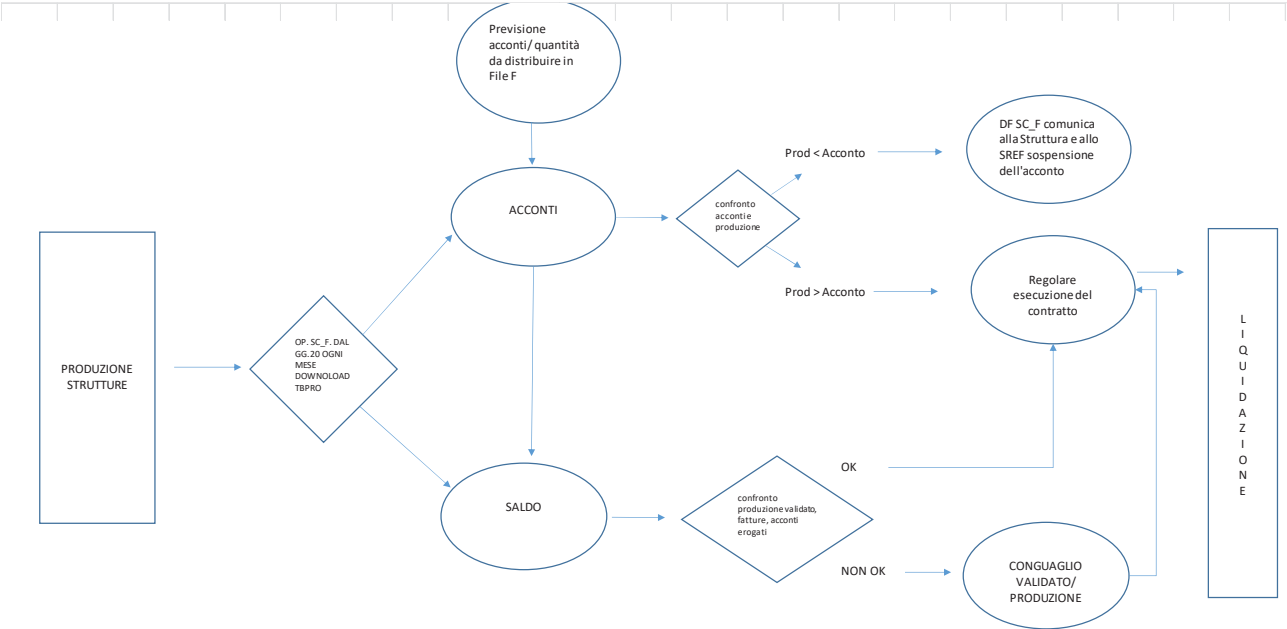 Previsione
acconti/ quantità
da distribuire in
File F
DF SC_F comunica
alla Struttura e allo
SREF sospensione
dell'acconto
Prod < Acconto
ACCONTI
confronto
acconti e
produzione
Prod > Acconto
Regolare
esecuzione del
contratto
PRODUZIONE
STRUTTURE
OP. SC_F. DAL
GG.20 OGNI
MESE
DOWNOLOAD
TBPRO
L
I
Q
U
I
D
A
Z
I
O
N
E
SALDO
confronto
produzione validato,
fatture, acconti
erogati
OK
NON OK
CONGUAGLIO
VALIDATO/
PRODUZIONE